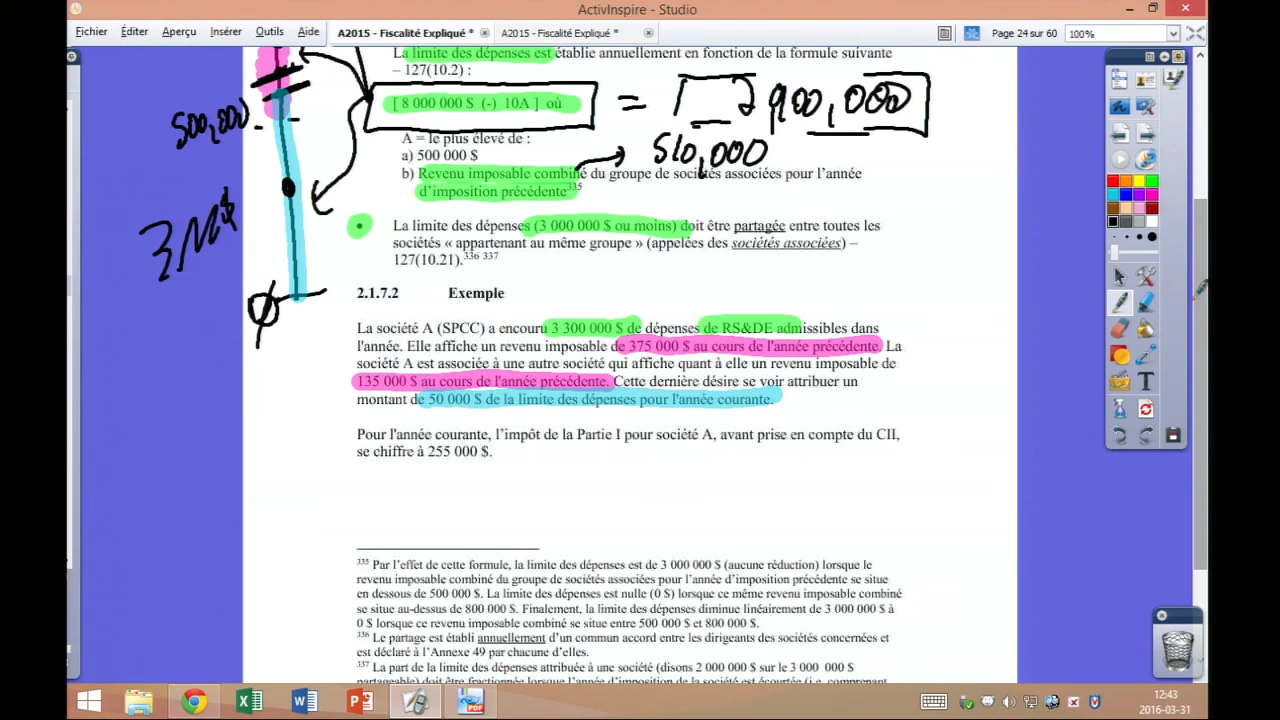 ActivInspire - Studio
Fichier Éditer Aperçu Insérer Outils Aide
A2015 - Fiscalité Expliqué *
A2015 - Fiscalité Expliqué *
Page 24 sur 60
100%
La limite des dépenses est établie annuellement en fonction de la formule suivante
– 127(10.2) :
[ 8 000 000 $ (-) 10A ] où
= 2 900,000
500,000
A = le plus élevé de :
a) 500 000 $
510,000
b) Revenu imposable combiné du groupe de sociétés associées pour l'année
d'imposition précédente335
3M$
• La limite des dépenses (3 000 000 $ ou moins) doit être partagée entre toutes les
sociétés « appartenant au même groupe » (appelées des sociétés associées) –
127(10.21).336 337
2.1.7.2 Exemple
Ø
La société A (SPCC) a encouru 3 300 000 $ de dépenses de RS&DE admissibles dans
l'année. Elle affiche un revenu imposable de 375 000 $ au cours de l'année précédente. La
société A est associée à une autre société qui affiche quant à elle un revenu imposable de
135 000 $ au cours de l'année précédente. Cette dernière désire se voir attribuer un
montant de 50 000 $ de la limite des dépenses pour l'année courante.
Pour l'année courante, l'impôt de la Partie I pour société A, avant prise en compte du CII,
se chiffre à 255 000 $.
335 Par l'effet de cette formule, la limite des dépenses est de 3 000 000 $ (aucune réduction) lorsque le
revenu imposable combiné du groupe de sociétés associées pour l'année d'imposition précédente se situe
en dessous de 500 000 $. La limite des dépenses est nulle (0 $) lorsque ce même revenu imposable combiné
se situe au-dessus de 800 000 $. Finalement, la limite des dépenses diminue linéairement de 3 000 000 $ à
0 $ lorsque ce revenu imposable combiné se situe entre 500 000 $ et 800 000 $.
336 Le partage est établi annuellement d'un commun accord entre les dirigeants des sociétés concernées et
est déclaré à l'Annexe 49 par chacune d'elles.
337 La part de la limite des dépenses attribuée à une société (disons 2 000 000 $ sur le 3 000 000 $
partageable) doit être fractionnée lorsque l'année d'imposition de la société est écourtée (i.e. comprenant
12:43
2016-03-31